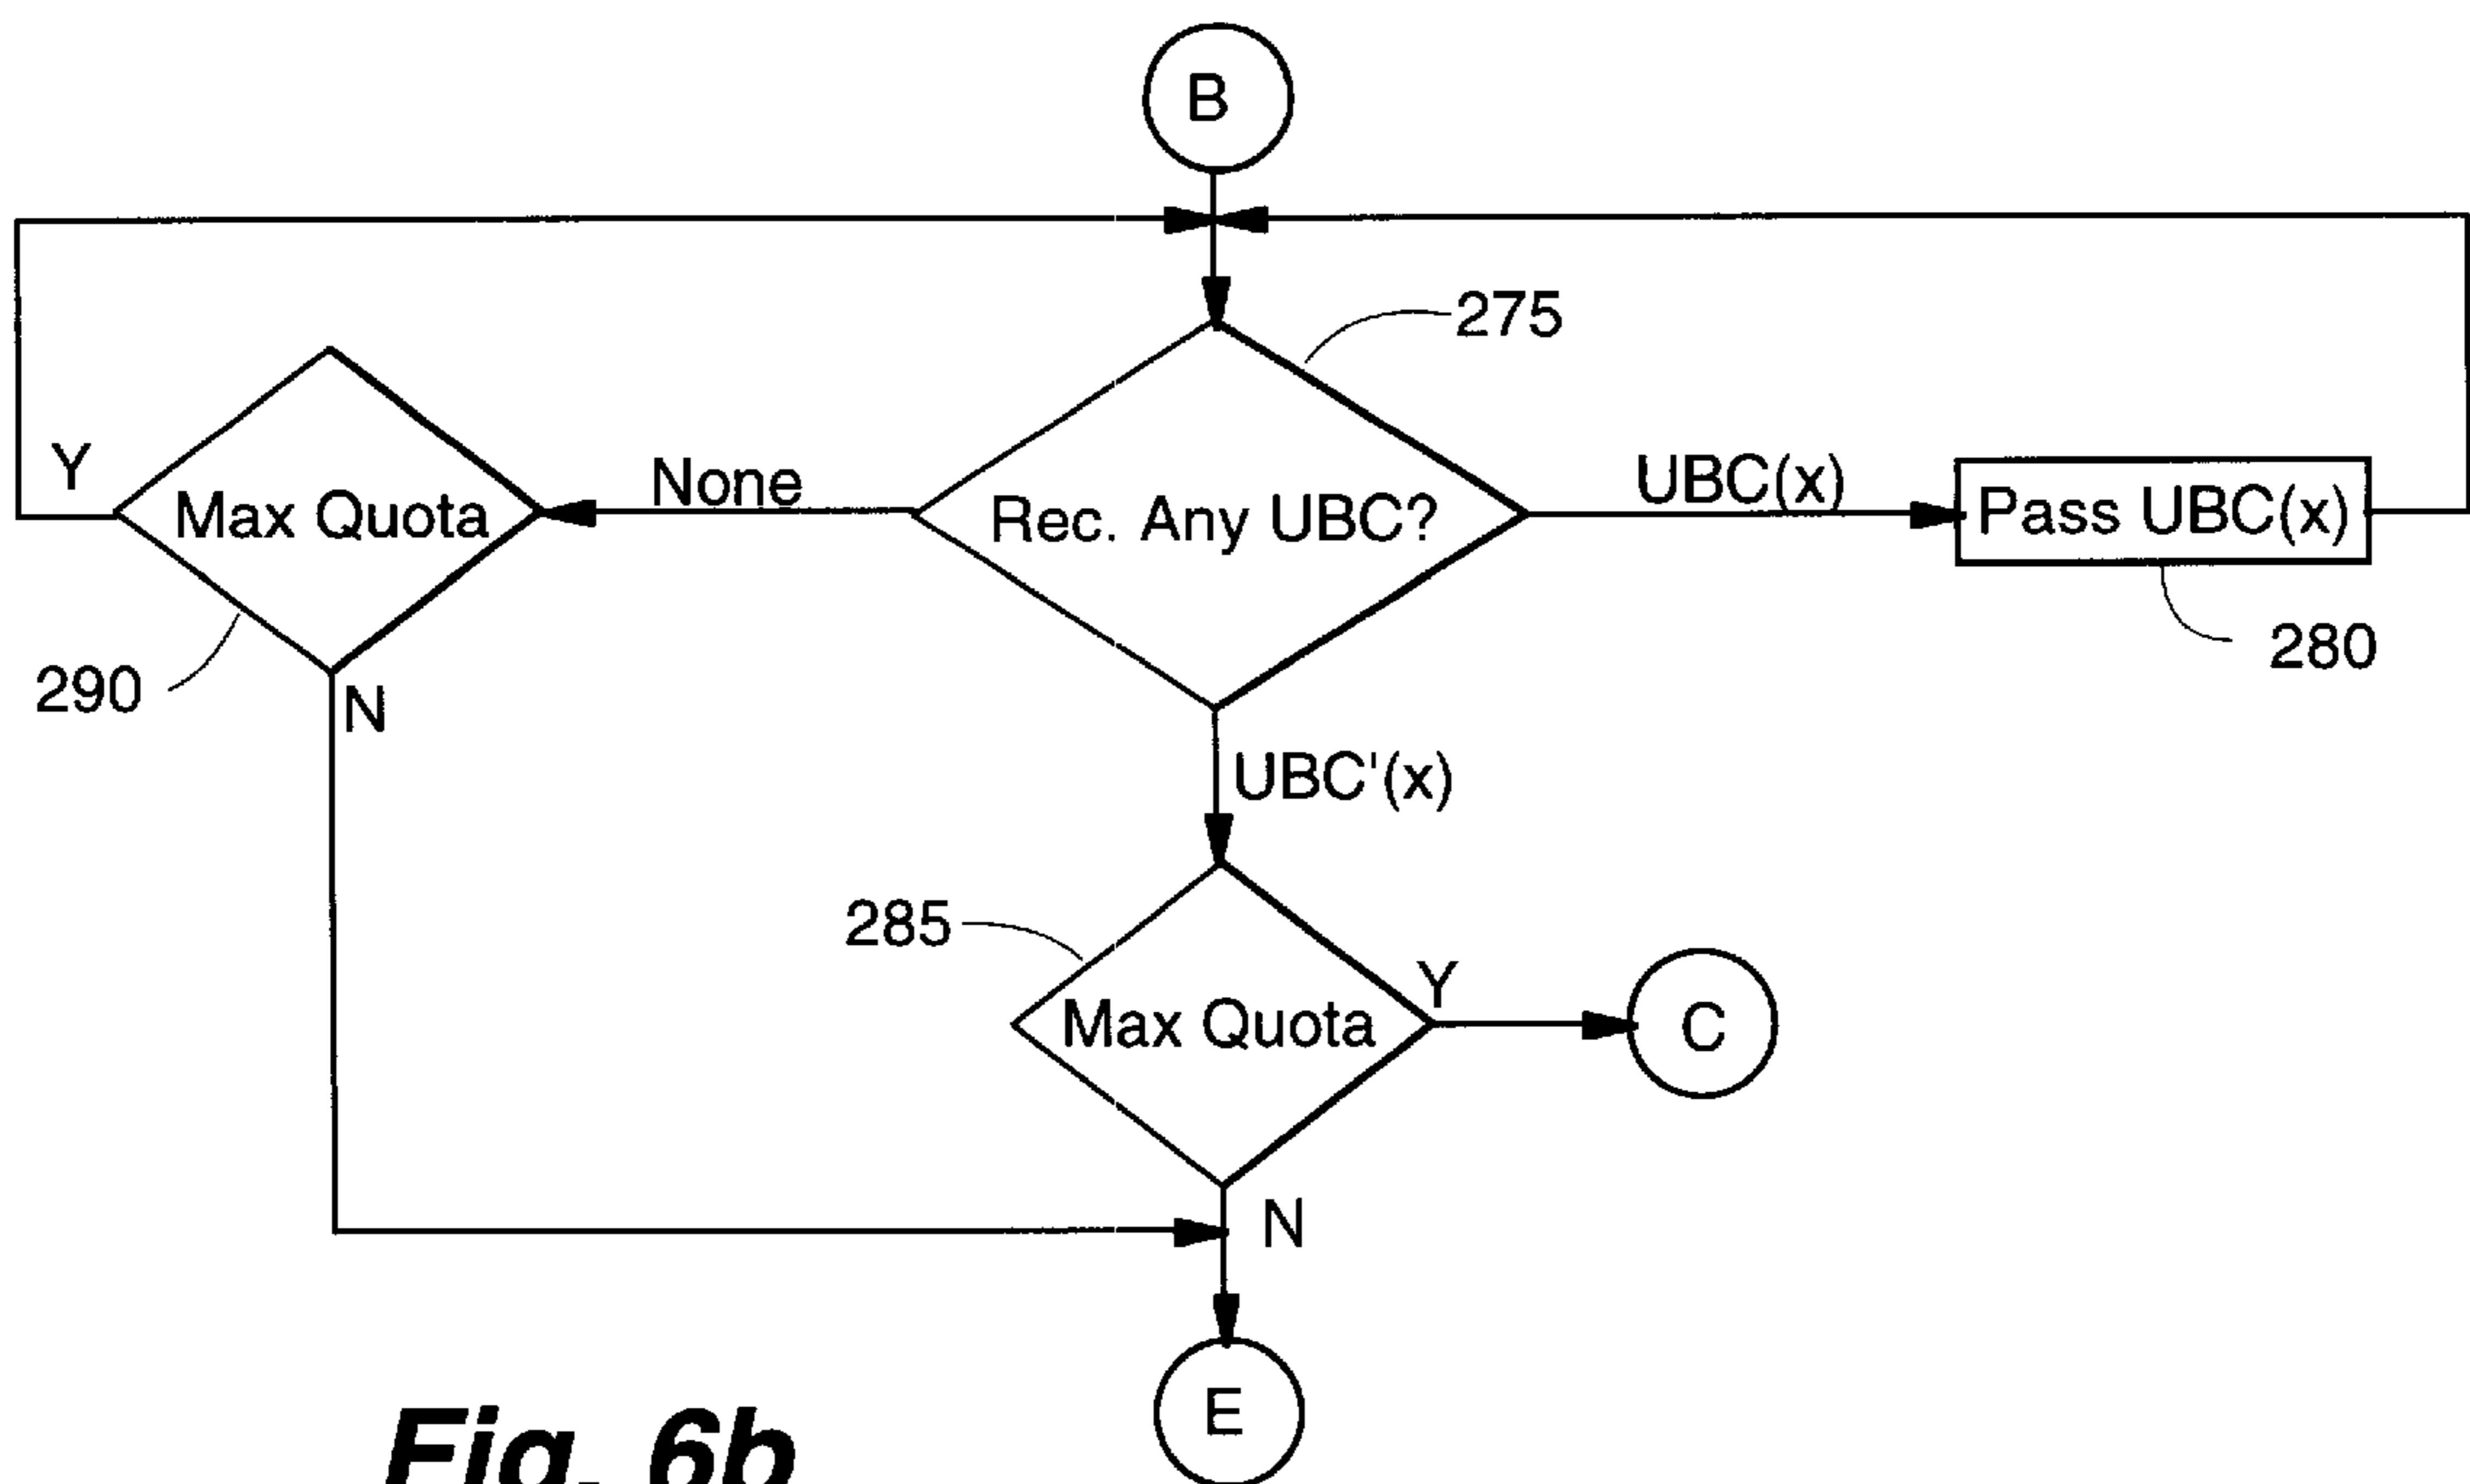 B
275
Y
None
UBC(x)
Max Quota
Rec. Any UBC?
Pass UBC(x)
290
N
280
UBC'(x)
285
Y
Max Quota
C
N
E
Fig. 6b